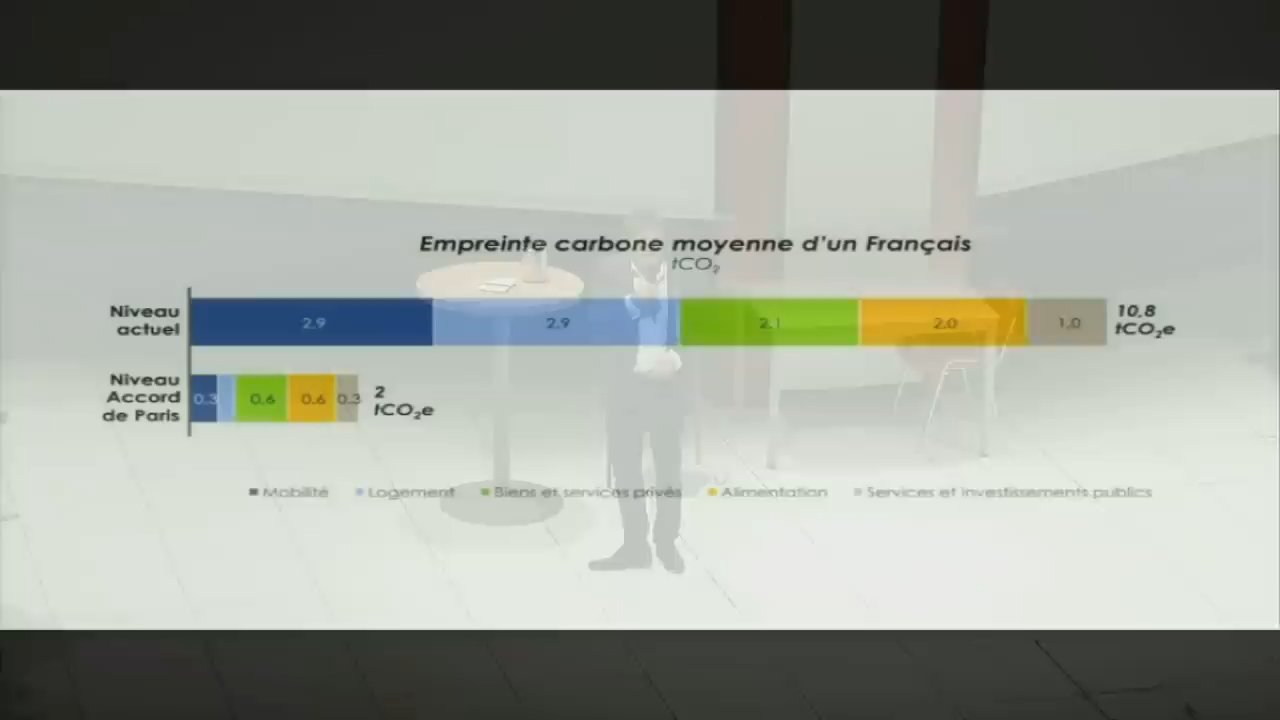 Empreinte carbone moyenne d'un Français
tCO₂
Niveau
actuel
2.9
2.9
2.1
2.0
1.0
10,8
tCO₂e
Niveau
Accord
de Paris
0.3
0.6
0.6
0.3
2
tCO₂e
Mobilité
Logement
Biens et services privés
Alimentation
Services et investissements publics